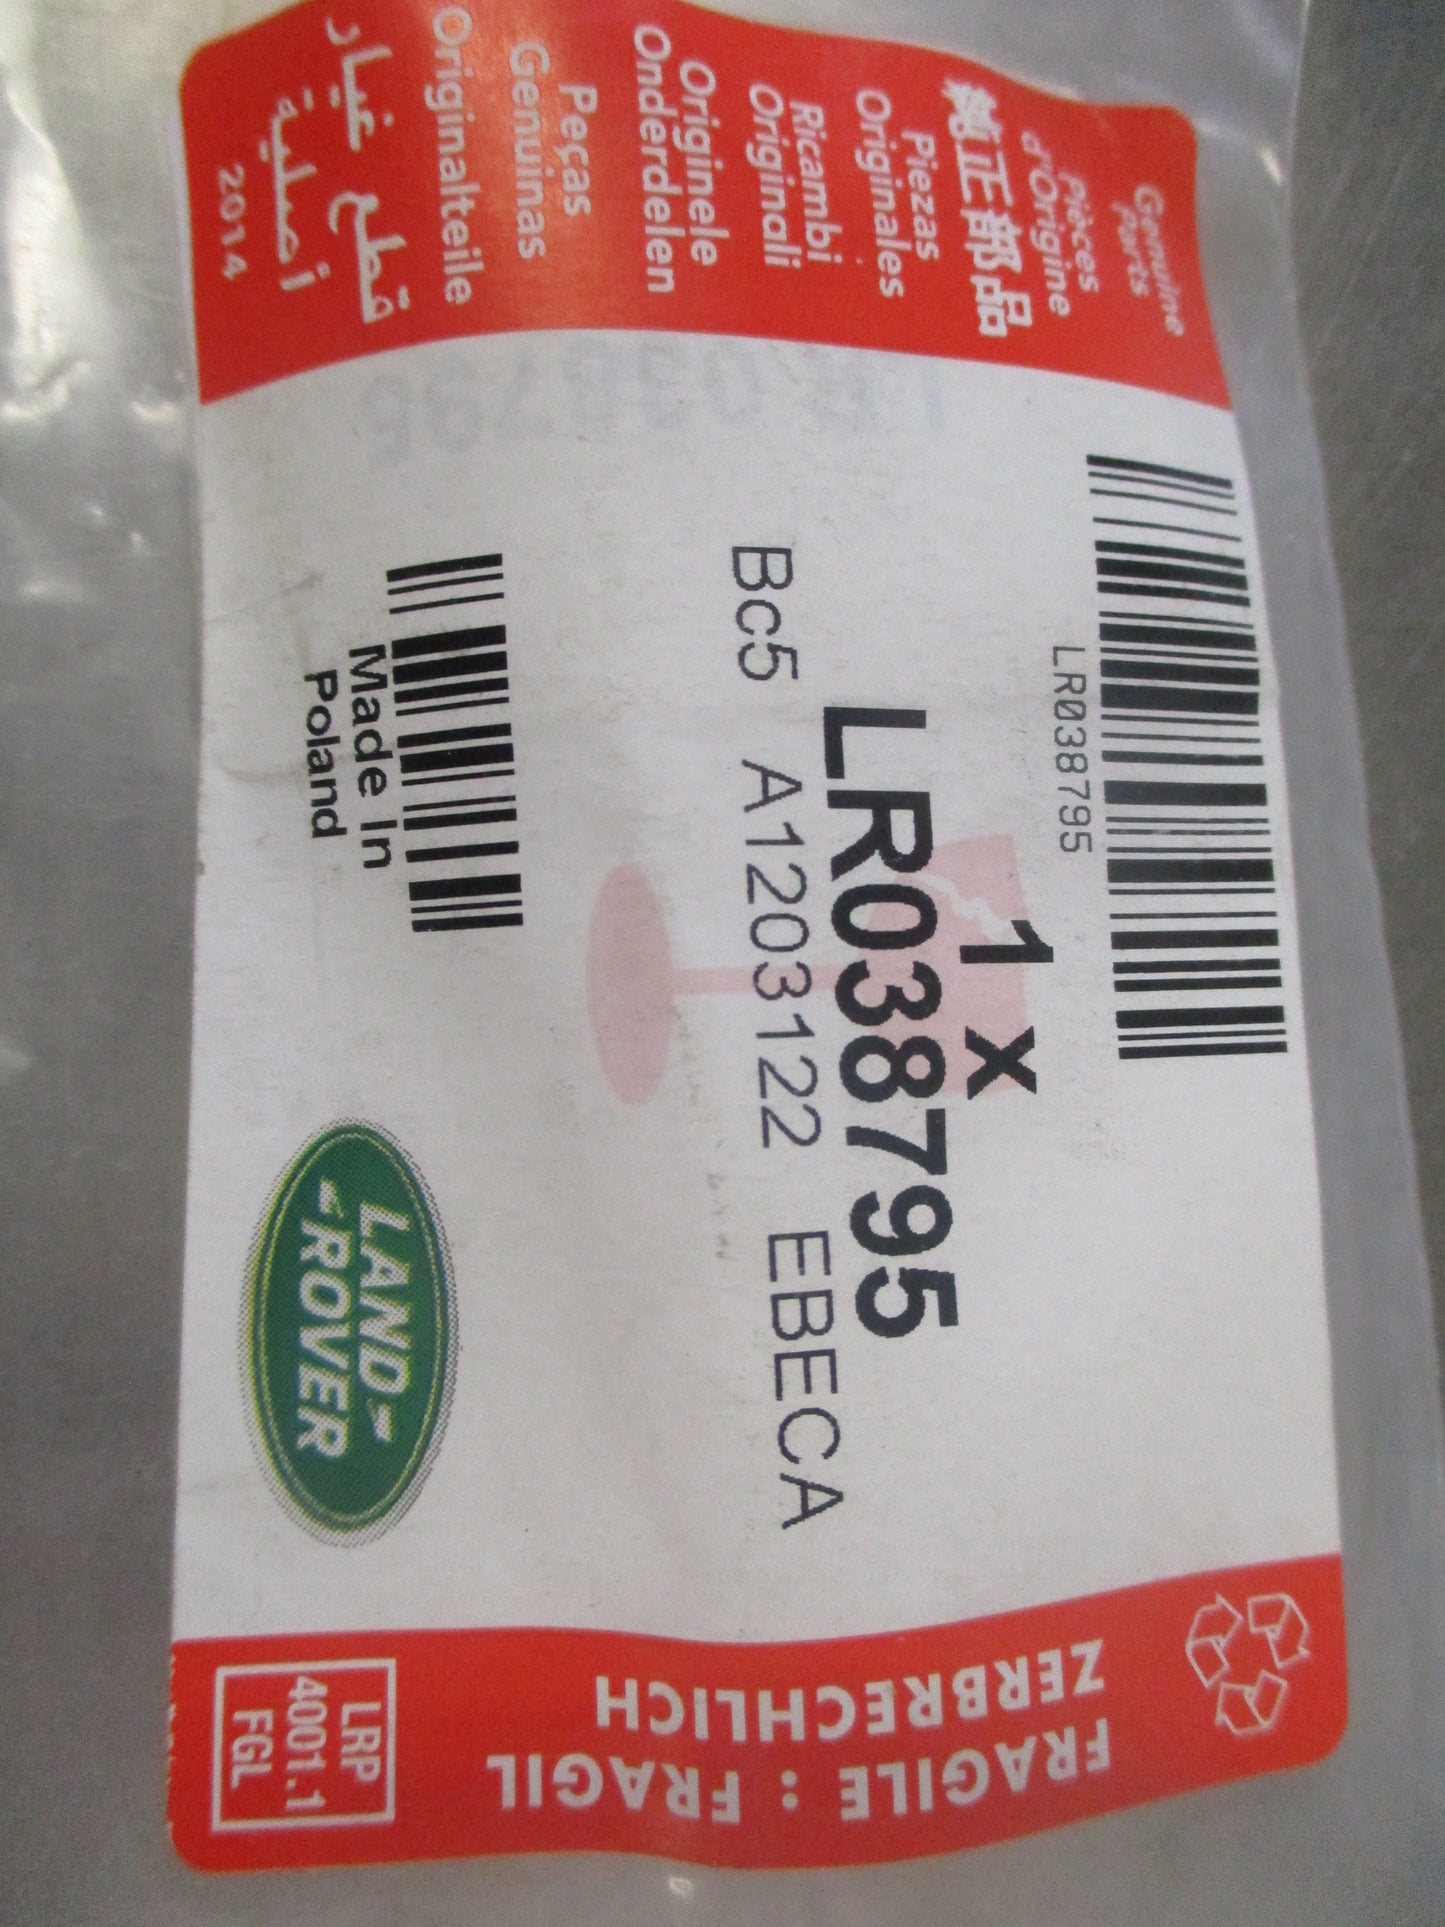 Genuine
Parts
Pièces
d'Origine
純正部品
Piezas
Originales
Ricambi
Originali
Originele
Onderdelen
Peças
Genuinas
Originalteile
قطع غيار
أصلية
2014
LR038795
1 x
LR038795
Bc5 A1203122 EBECA
Made In
Poland
LAND
ROVER
ZERBRECHLICH
FRAGILE : FRAGIL
LRP
4001.1
FGL